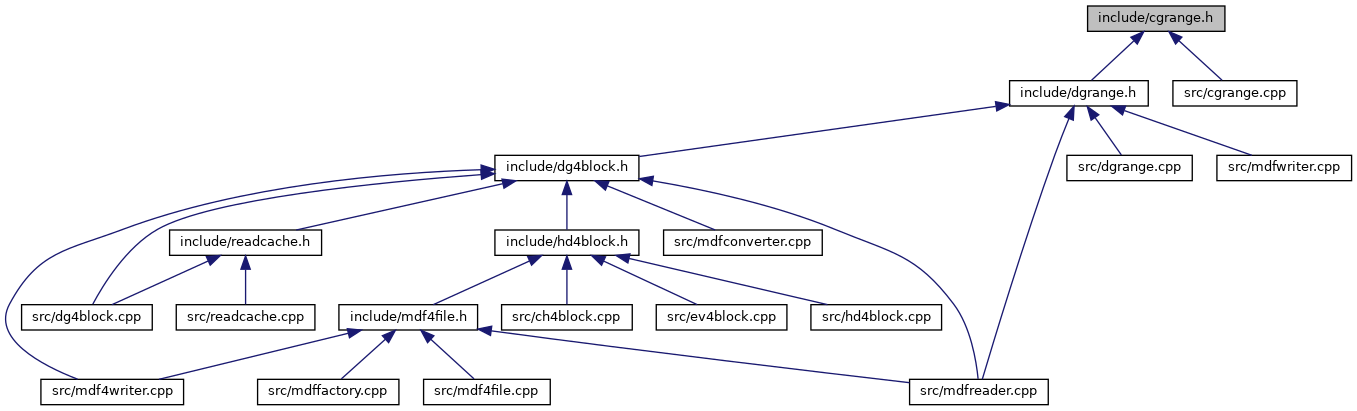 include/cgrange.h
include/dgrange.h
src/cgrange.cpp
include/dg4block.h
src/dgrange.cpp
src/mdfwriter.cpp
include/readcache.h
include/hd4block.h
src/mdfconverter.cpp
src/dg4block.cpp
src/readcache.cpp
include/mdf4file.h
src/ch4block.cpp
src/ev4block.cpp
src/hd4block.cpp
src/mdf4writer.cpp
src/mdffactory.cpp
src/mdf4file.cpp
src/mdfreader.cpp